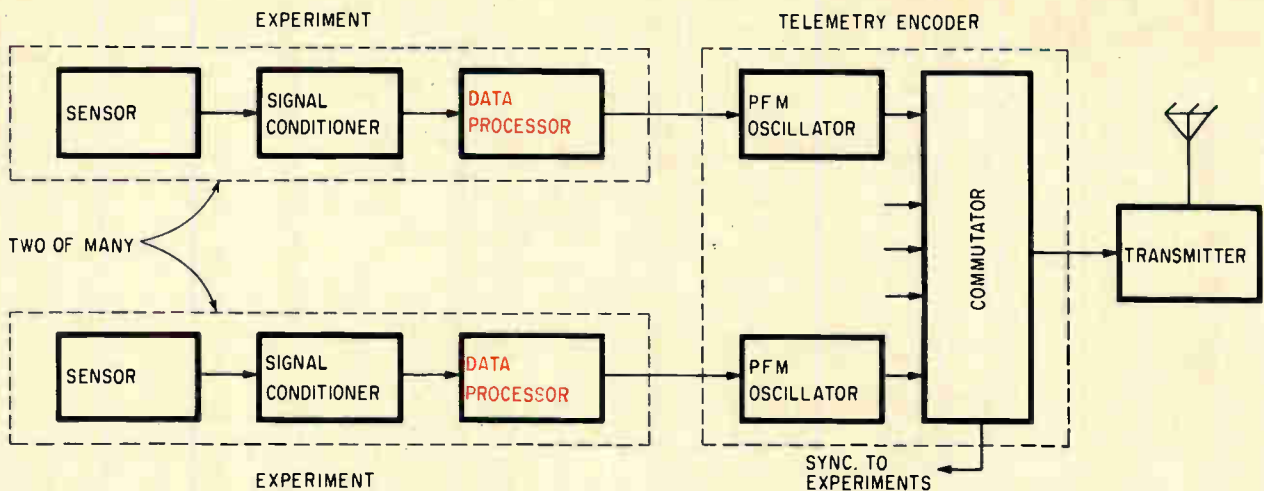 EXPERIMENT
TELEMETRY ENCODER
SENSOR
SIGNAL
CONDITIONER
DATA
PROCESSOR
PFM
OSCILLATOR
COMMUTATOR
TRANSMITTER
TWO OF MANY
SENSOR
SIGNAL
CONDITIONER
DATA
PROCESSOR
PFM
OSCILLATOR
SYNC. TO
EXPERIMENTS
EXPERIMENT